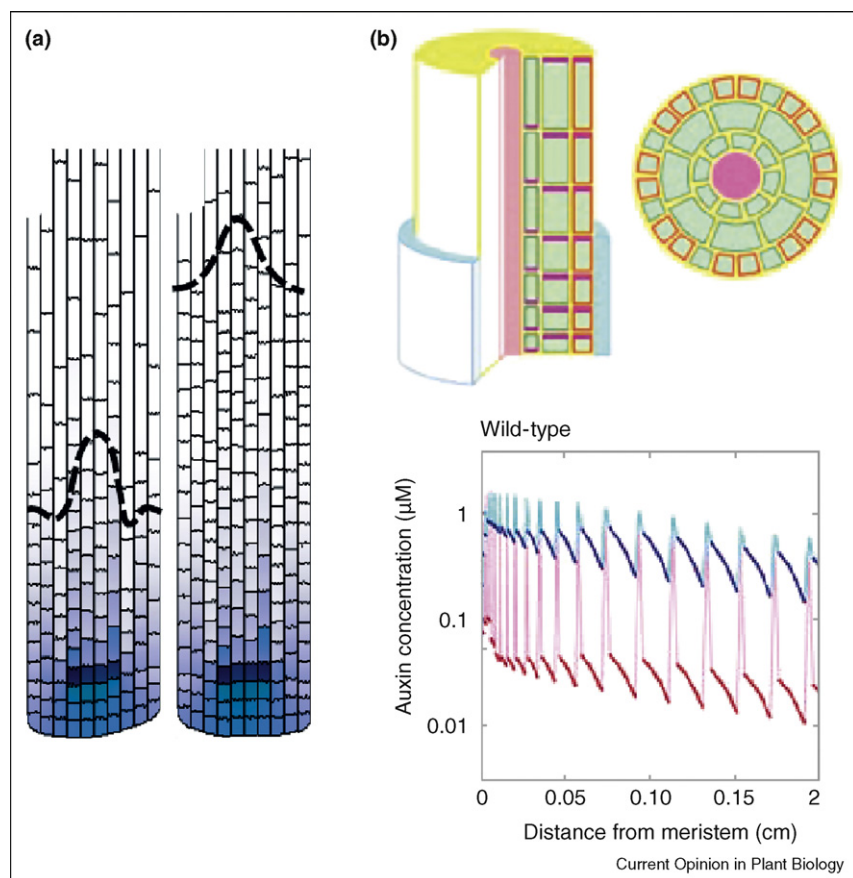 (a)
(b)
Wild-type
Auxin concentration (µM)
1
0.1
0.01
0
0.05
0.10
0.15
2
Distance from meristem (cm)
Current Opinion in Plant Biology